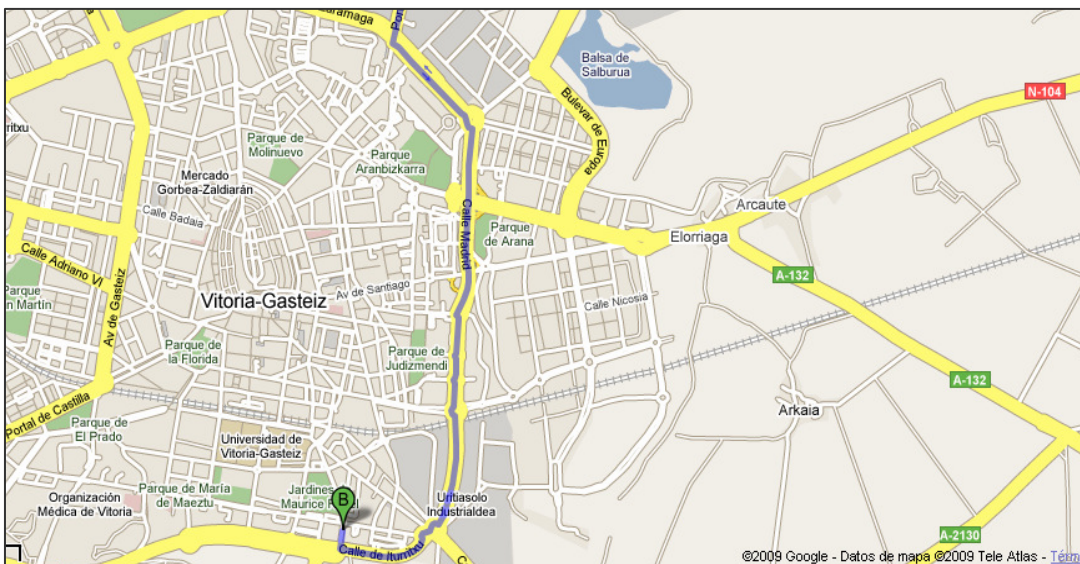 Balsa de
Salburua
N-104
Bulevar de Europa
Parque de
Molinuevo
Parque
Aranbizkarra
Mercado
Gorbea-Zaldiarán
Calle Badaia
Arcaute
Calle Madrid
Parque
de Arana
Elorriaga
Calle Adriano VI
A-132
Av de Santiago
Calle Nicosia
Vitoria-Gasteiz
Av de Gasteiz
Parque de
la Florida
Parque de
Judizmendi
A-132
Arkaia
Portal de Castilla
Parque de
El Prado
Universidad de
Vitoria-Gasteiz
Organización
Médica de Vitoria
Parque de María
de Maeztu
Jardines
Maurice
B
Uritiasolo
Industrialdea
Calle de Iturritxu
A-2130
©2009 Google - Datos de mapa ©2009 Tele Atlas -